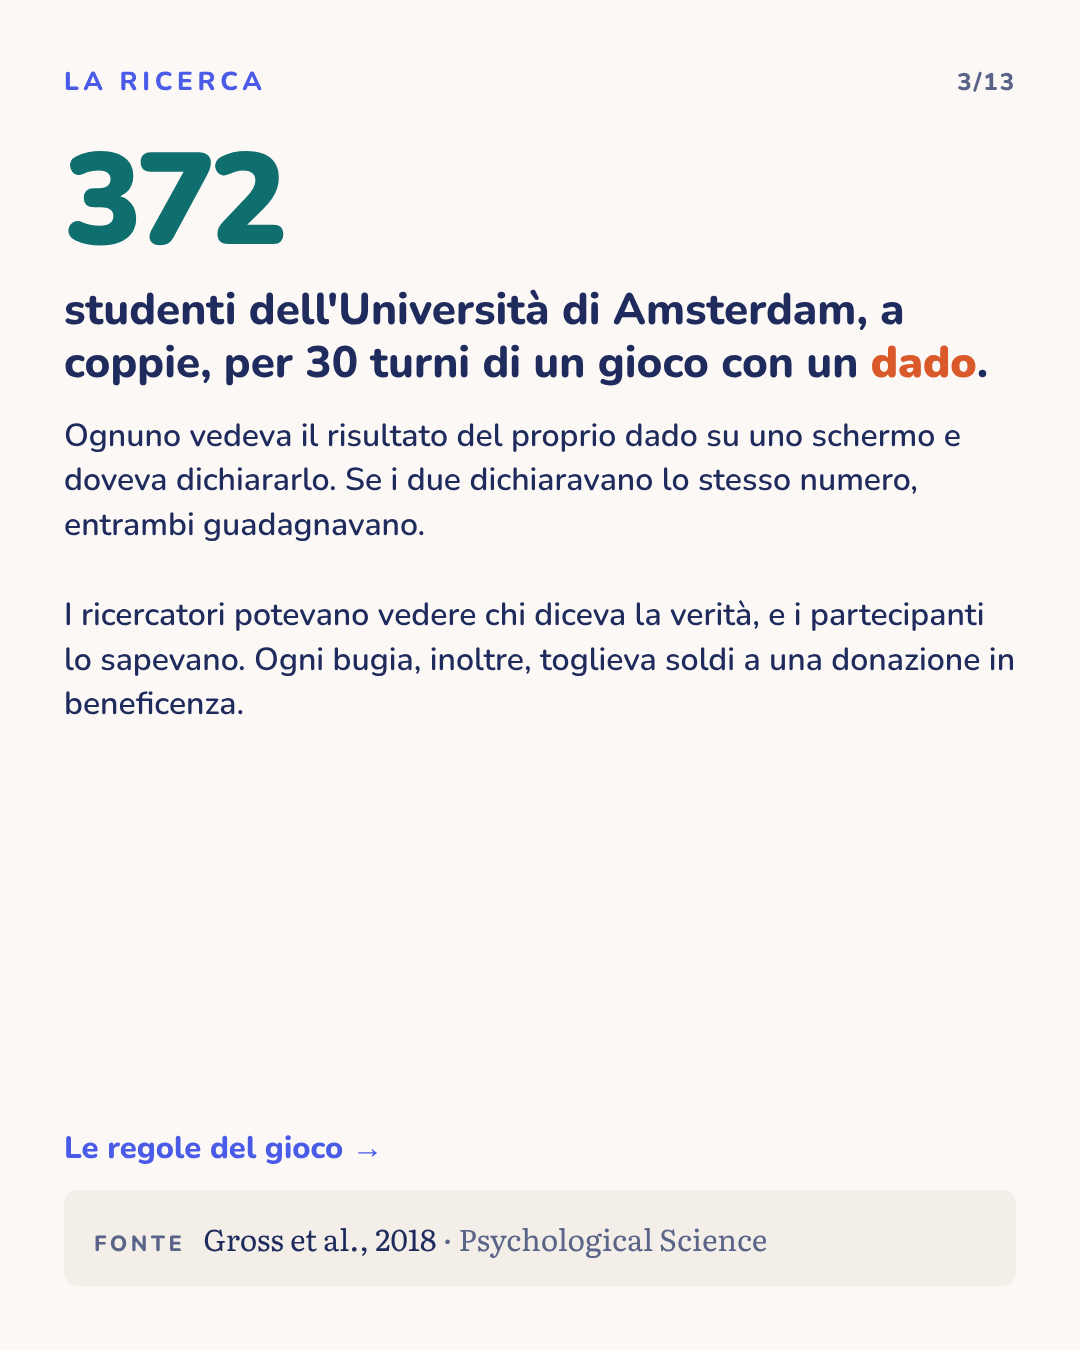 LA RICERCA
3/13
372
studenti dell'Università di Amsterdam, a
coppie, per 30 turni di un gioco con un dado.
Ognuno vedeva il risultato del proprio dado su uno schermo e
doveva dichiararlo. Se i due dichiaravano lo stesso numero,
entrambi guadagnavano.
I ricercatori potevano vedere chi diceva la verità, e i partecipanti
lo sapevano. Ogni bugia, inoltre, toglieva soldi a una donazione in
beneficenza.
Le regole del gioco →
FONTE Gross et al., 2018 · Psychological Science